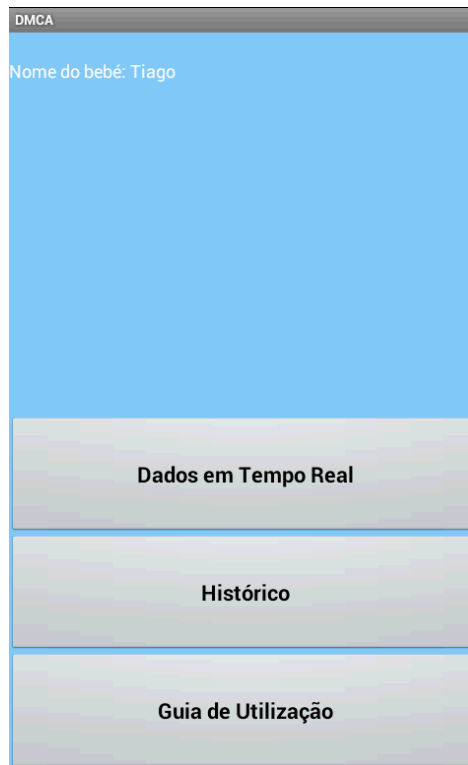 DMCA
Nome do bebé: Tiago
Dados em Tempo Real
Histórico
Guia de Utilização